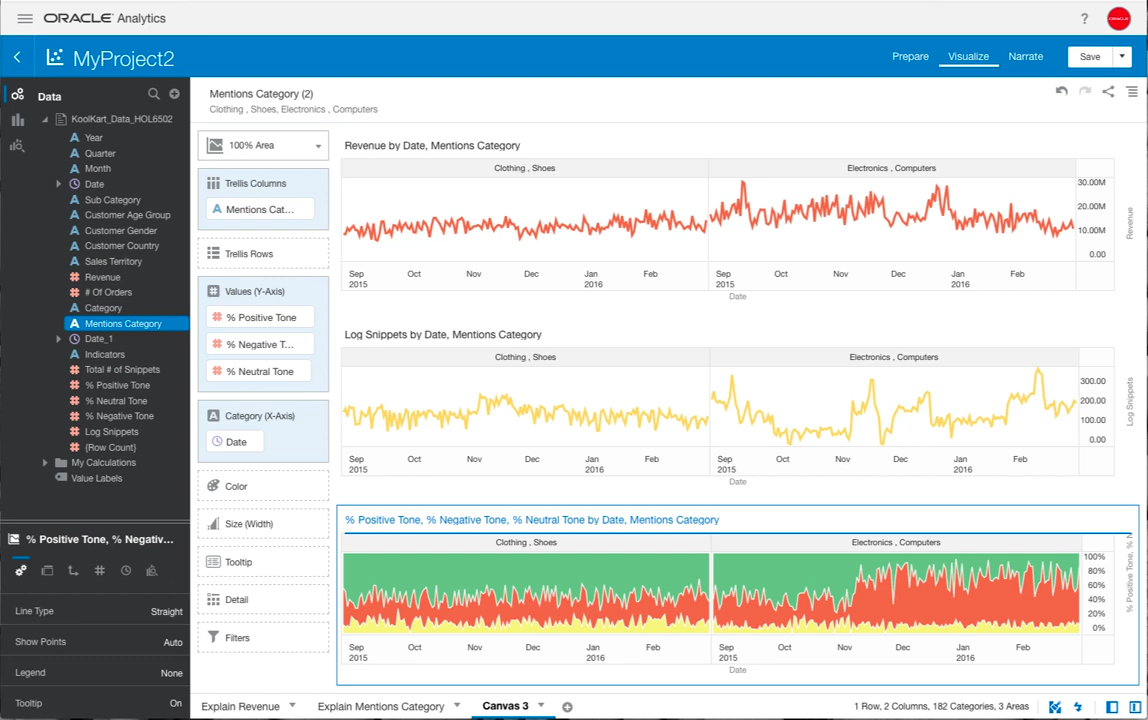 ORACLE Analytics
?
ORACLE
MyProject2
Prepare
Visualize
Narrate
Save
Data
KoolKart_Data_HOL6502
A Year
A Quarter
A Month
Date
A Sub Category
A Customer Age Group
A Customer Gender
A Customer Country
A Sales Territory
# Revenue
# # Of Orders
A Category
A Mentions Category
Date_1
A Indicators
# Total # of Snippets
# % Positive Tone
# % Neutral Tone
# % Negative Tone
# Log Snippets
# {Row Count}
My Calculations
Value Labels
% Positive Tone, % Negativ...
Line Type Straight
Show Points Auto
Legend None
Tooltip On
Mentions Category (2)
Clothing , Shoes, Electronics , Computers
100% Area
Trellis Columns
A Mentions Cat...
Trellis Rows
Values (Y-Axis)
# % Positive Tone
# % Negative T...
# % Neutral Tone
A Category (X-Axis)
Date
Color
Size (Width)
Tooltip
Detail
Filters
Revenue by Date, Mentions Category
Clothing , Shoes
Electronics , Computers
30.00M
20.00M
10.00M
0.00
Revenue
Sep Oct Nov Dec Jan Feb Sep Oct Nov Dec Jan Feb
2015 2016 2015 2016
Date
Log Snippets by Date, Mentions Category
Clothing , Shoes
Electronics , Computers
300.00
200.00
100.00
0.00
Log Snippets
Sep Oct Nov Dec Jan Feb Sep Oct Nov Dec Jan Feb
2015 2016 2015 2016
Date
% Positive Tone, % Negative Tone, % Neutral Tone by Date, Mentions Category
Clothing , Shoes
Electronics , Computers
100%
80%
60%
40%
20%
0%
% Positive Tone, % N
Sep Oct Nov Dec Jan Feb Sep Oct Nov Dec Jan Feb
2015 2016 2015 2016
Date
Explain Revenue
Explain Mentions Category
Canvas 3
1 Row, 2 Columns, 182 Categories, 3 Areas